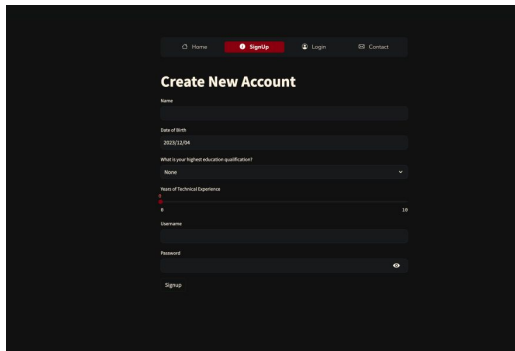 Home SignUp Login Contact
Create New Account
Name
Date of Birth
2023/12/04
What is your highest education qualification?
None
Years of Technical Experience
0
0 10
Username
Password
Signup